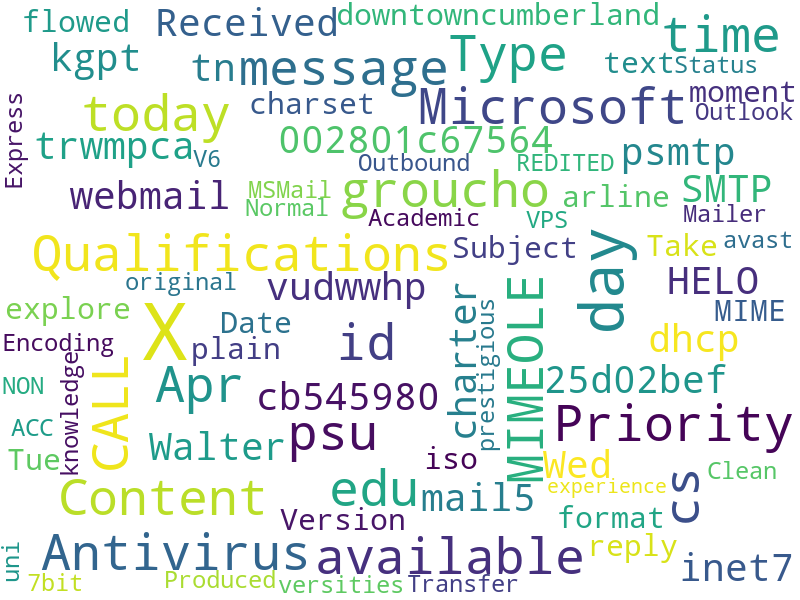 flowed Received downtowncumberland
kgpt tn message Type time
text Status
Express today charset Microsoft moment
Outlook
trwmpca V6 002801c67564 psmtp
Outbound REDITED
webmail MSMail Normal groucho arline SMTP
Academic VPS Mailer
Qualifications Subject day Take avast
original vudwwhp HELO
explore X Date charter prestigious MIMEOLE MIME
Encoding plain id dhcp
NON knowledge CALL Apr cb545980 25d02bef
ACC Walter psu Priority
Tue iso Wed cs Clean
Content edu mail5 experience
Version format
uni Antivirus available reply inet7
7bit Produced versities Transfer